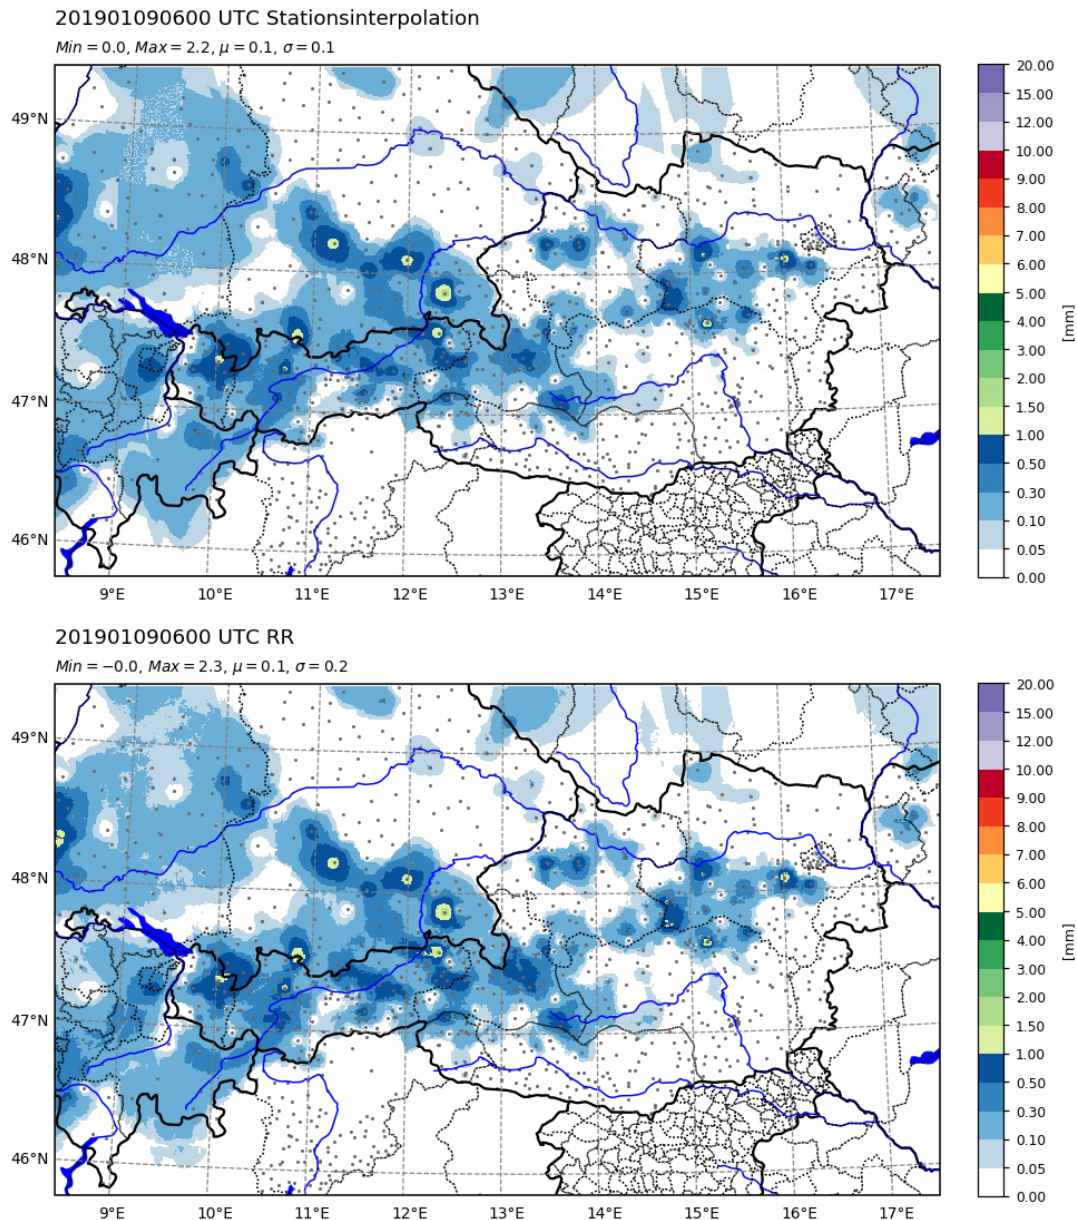 201901090600 UTC Stationsinterpolation
Min = 0.0, Max = 2.2, μ = 0.1, σ = 0.1
49°N
48°N
47°N
46°N
9°E 10°E 11°E 12°E 13°E 14°E 15°E 16°E 17°E
20.00
15.00
12.00
10.00
9.00
8.00
7.00
6.00
5.00
4.00
3.00
2.00
1.50
1.00
0.50
0.30
0.10
0.05
0.00
[mm]
201901090600 UTC RR
Min = −0.0, Max = 2.3, μ = 0.1, σ = 0.2
49°N
48°N
47°N
46°N
9°E 10°E 11°E 12°E 13°E 14°E 15°E 16°E 17°E
20.00
15.00
12.00
10.00
9.00
8.00
7.00
6.00
5.00
4.00
3.00
2.00
1.50
1.00
0.50
0.30
0.10
0.05
0.00
[mm]